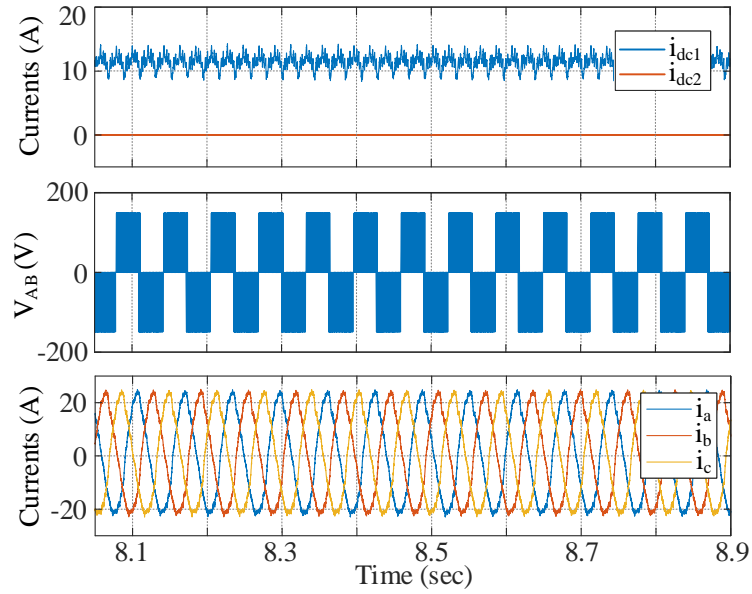 20
10
0
Currents (A)
i_dc1
i_dc2
200
0
-200
V_AB (V)
20
0
-20
Currents (A)
i_a
i_b
i_c
8.1 8.3 8.5 8.7 8.9
Time (sec)